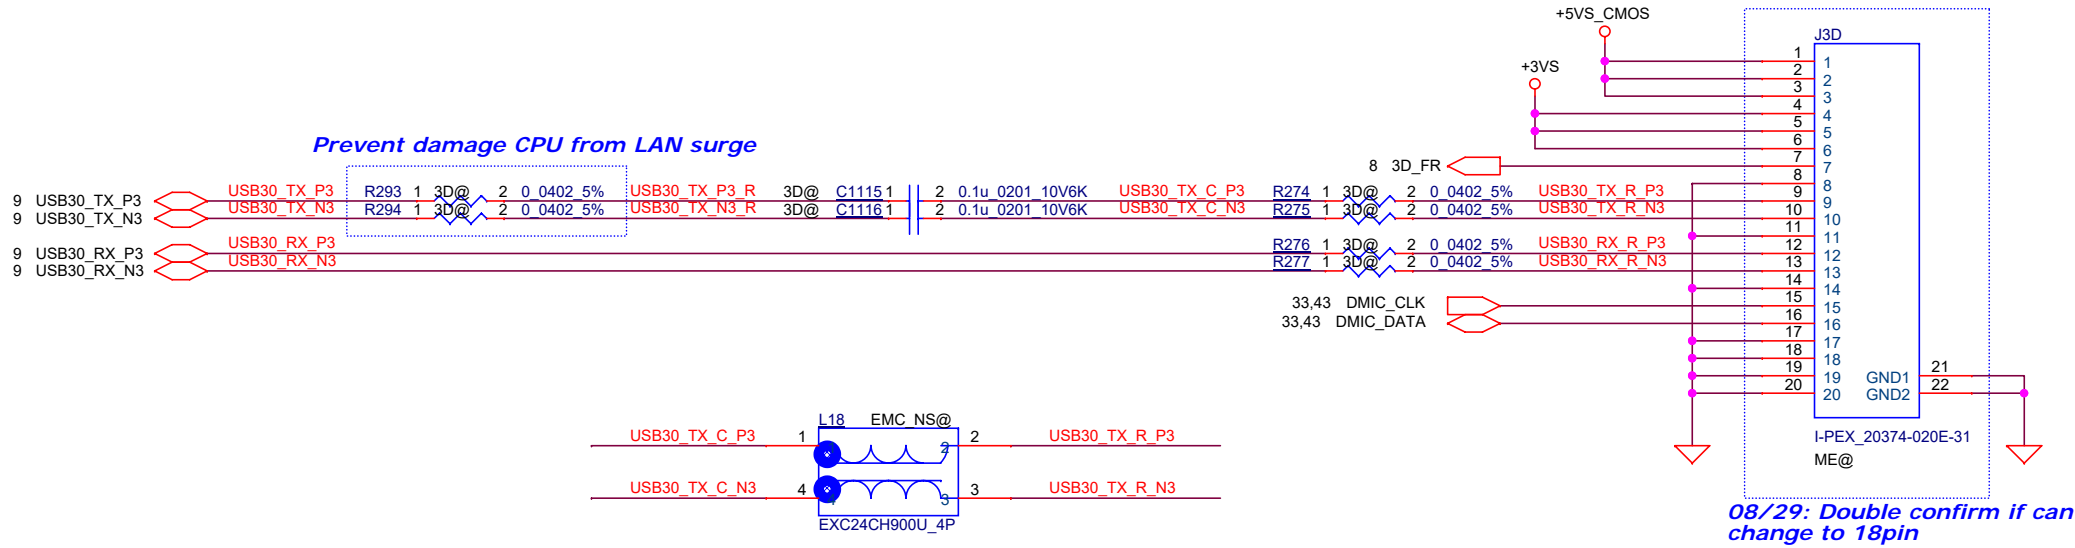 +5VS_CMOS
J3D
+3VS
Prevent damage CPU from LAN surge
8 3D_FR
9 USB30_TX_P3 USB30_TX_P3 R293 1 3D@ 2 0_0402_5% USB30_TX_P3_R 3D@ C1115 1 2 0.1u_0201_10V6K USB30_TX_C_P3 R274 1 3D@ 2 0_0402_5% USB30_TX_R_P3
9 USB30_TX_N3 USB30_TX_N3 R294 1 3D@ 2 0_0402_5% USB30_TX_N3_R 3D@ C1116 1 2 0.1u_0201_10V6K USB30_TX_C_N3 R275 1 3D@ 2 0_0402_5% USB30_TX_R_N3
9 USB30_RX_P3 USB30_RX_P3 R276 1 3D@ 2 0_0402_5% USB30_RX_R_P3
9 USB30_RX_N3 USB30_RX_N3 R277 1 3D@ 2 0_0402_5% USB30_RX_R_N3
33,43 DMIC_CLK
33,43 DMIC_DATA
1 1
2 2
3 3
4 4
5 5
6 6
7 7
8 8
9 9
10 10
11 11
12 12
13 13
14 14
15 15
16 16
17 17
18 18
19 19 GND1 21
20 20 GND2 22
I-PEX_20374-020E-31
ME@
08/29: Double confirm if can
change to 18pin
L18 EMC_NS@
USB30_TX_C_P3 1 2 2 USB30_TX_R_P3
USB30_TX_C_N3 4 3 3 USB30_TX_R_N3
EXC24CH900U_4P